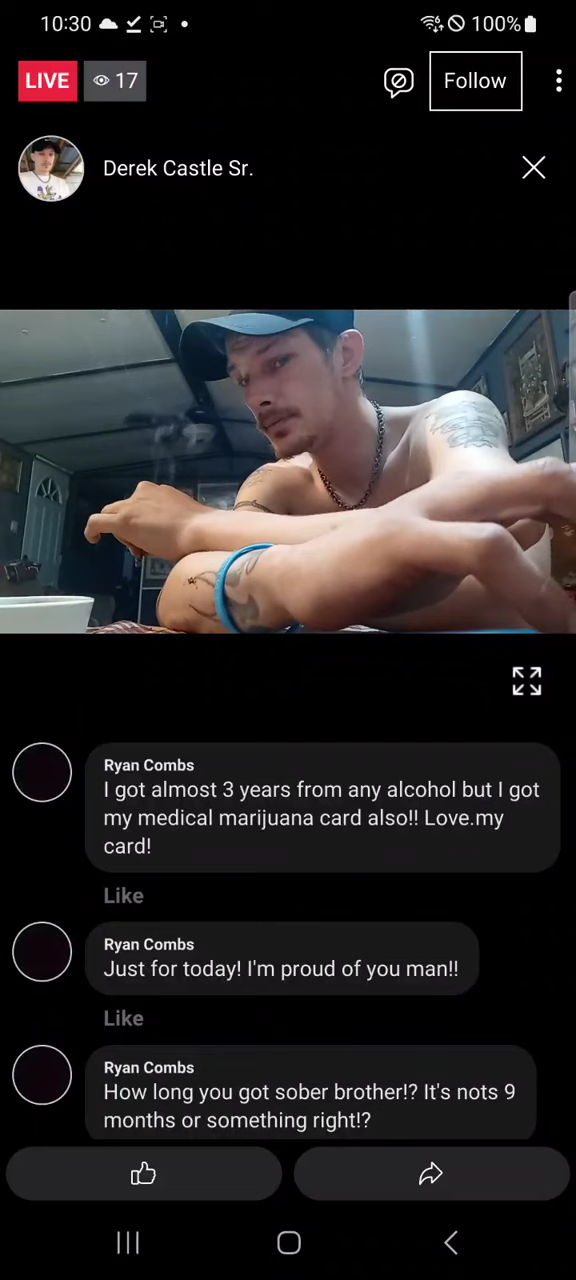 10:30
100%
LIVE
17
Follow
Derek Castle Sr.
Ryan Combs
I got almost 3 years from any alcohol but I got
my medical marijuana card also!! Love.my
card!
Like
Ryan Combs
Just for today! I'm proud of you man!!
Like
Ryan Combs
How long you got sober brother!? It's nots 9
months or something right!?